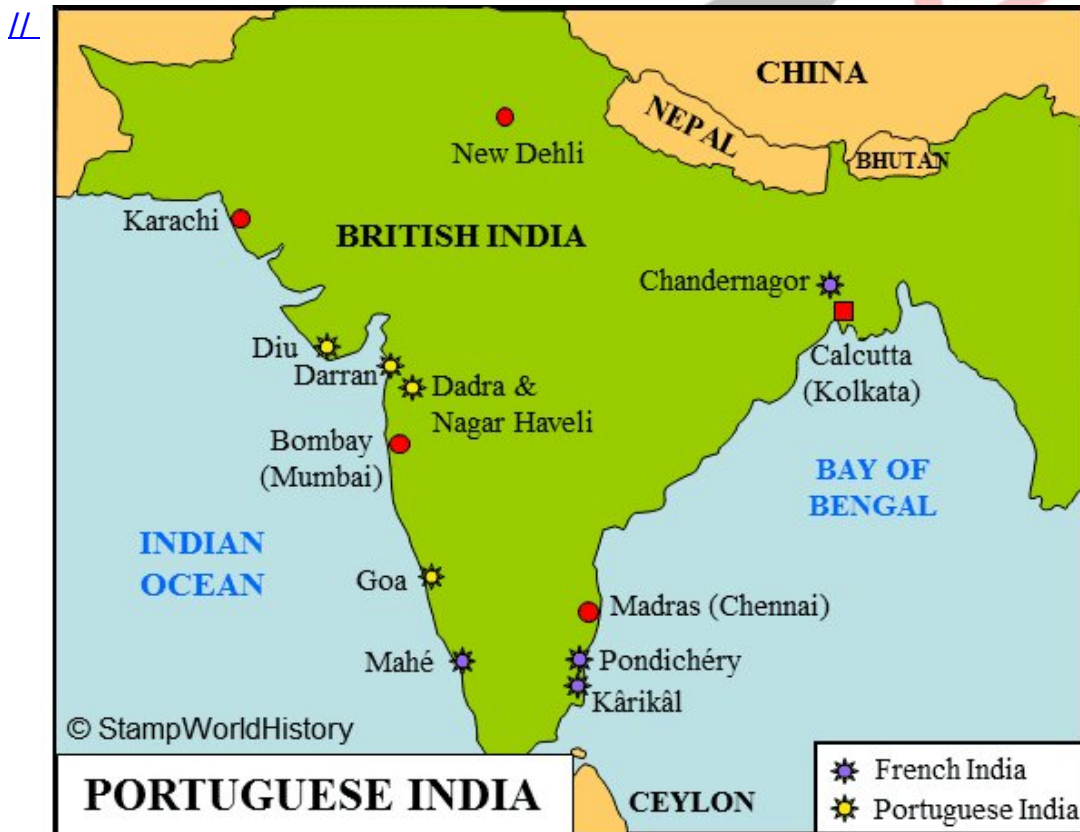 //
CHINA
NEPAL
BHUTAN
New Dehli
Karachi
BRITISH INDIA
Chandernagor
Diu
Darran
Calcutta
(Kolkata)
Dadra &
Nagar Haveli
Bombay
(Mumbai)
BAY OF
BENGAL
INDIAN
OCEAN
Goa
Madras (Chennai)
Mahé
Pondichéry
Kârikâl
© StampWorldHistory
PORTUGUESE INDIA
CEYLON
French India
Portuguese India